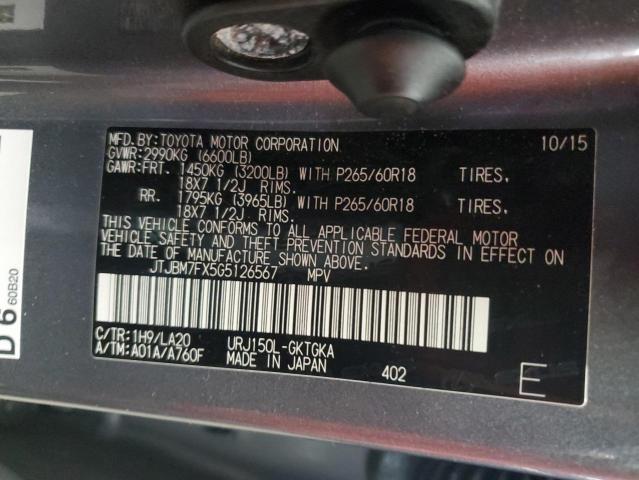 MFD.BY:TOYOTA MOTOR CORPORATION 10/15
GVWR:2990KG (6600LB)
GAWR:FRT. 1450KG (3200LB) WITH P265/60R18 TIRES,
18X7 1/2J RIMS.
RR. 1795KG (3965LB) WITH P265/60R18 TIRES,
18X7 1/2J RIMS.
THIS VEHICLE CONFORMS TO ALL APPLICABLE FEDERAL MOTOR
VEHICLE SAFETY AND THEFT PREVENTION STANDARDS IN EFFECT ON
THE DATE OF MANUFACTURE SHOWN ABOVE.
JTJBM7FX5G5126567 MPV
C/TR:1H9/LA20 URJ150L-GKTGKA
A/TM:A01A/A760F MADE IN JAPAN 402
E
D 6 60B20